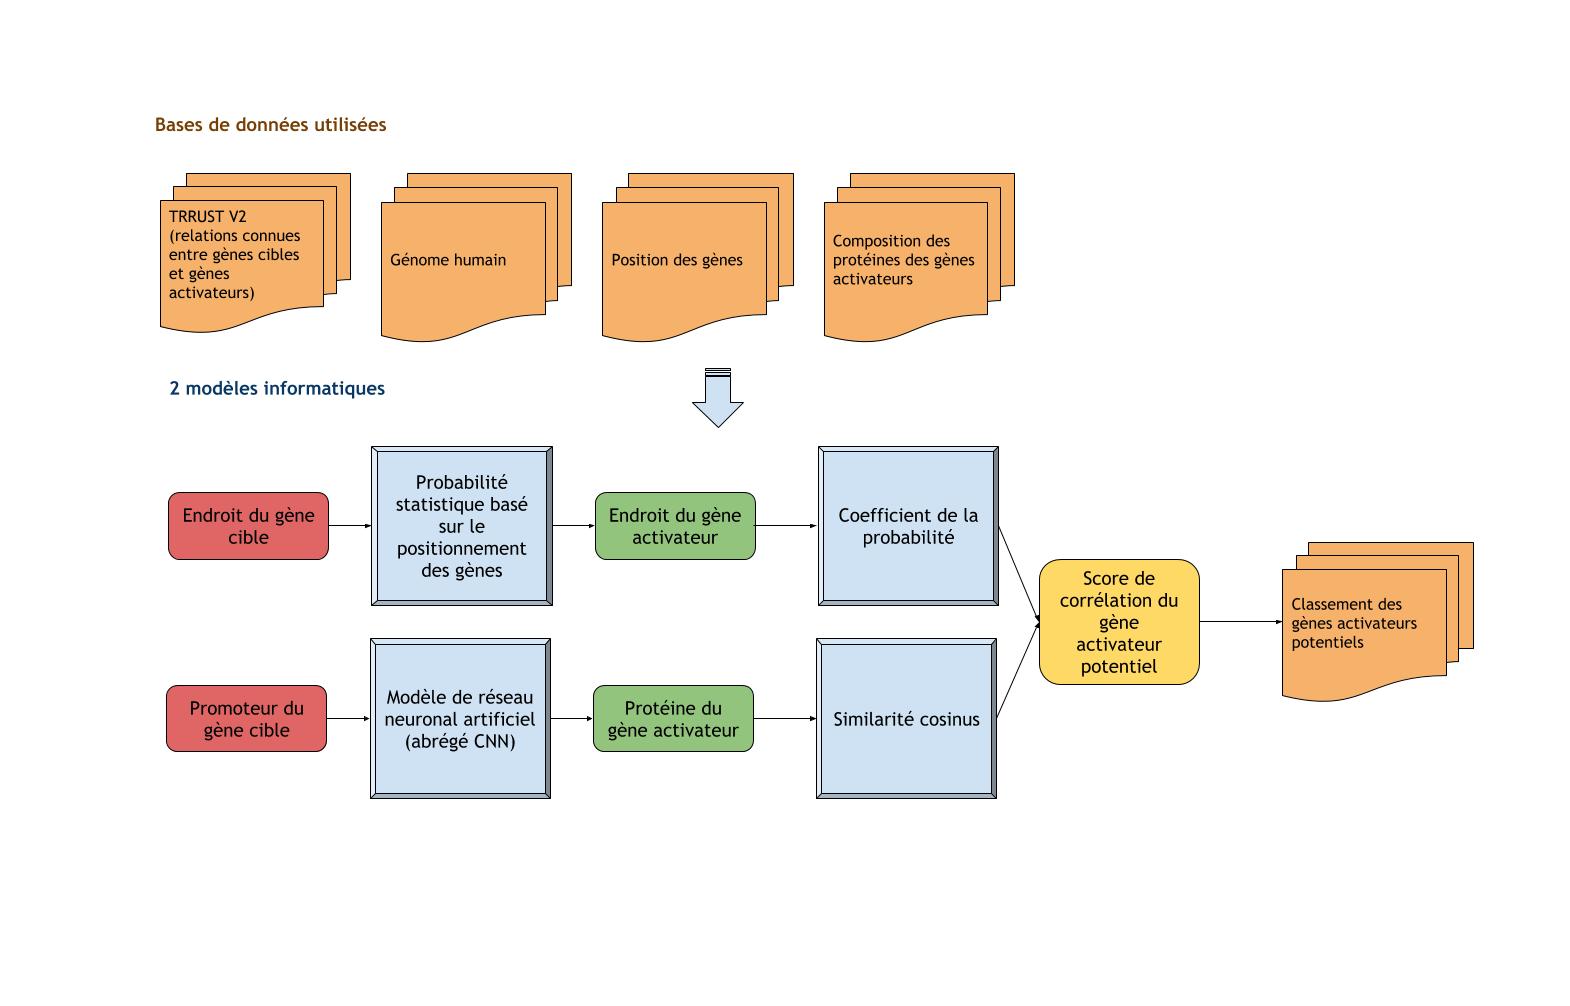 Bases de données utilisées
TRRUST V2
(relations connues
entre gènes cibles
et gènes
activateurs)
Génome humain
Position des gènes
Composition des
protéines des gènes
activateurs
2 modèles informatiques
Endroit du gène
cible
Probabilité
statistique basé
sur le
positionnement
des gènes
Endroit du gène
activateur
Coefficient de la
probabilité
Promoteur du
gène cible
Modèle de réseau
neuronal artificiel
(abrégé CNN)
Protéine du
gène activateur
Similarité cosinus
Score de
corrélation du
gène
activateur
potentiel
Classement des
gènes activateurs
potentiels